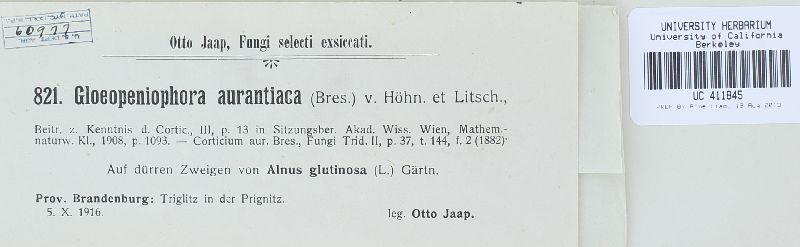 60977
Otto Jaap, Fungi selecti exsiccati.
821. Gloeopeniophora aurantiaca (Bres.) v. Höhn. et Litsch.,
Beitr. z. Kenntnis d. Cortic., III, p. 13 in Sitzungsber. Akad. Wiss. Wien, Mathem.-
naturw. Kl., 1908, p. 1093. — Corticium aur. Bres., Fungi Trid. II, p. 37, t. 144, f. 2 (1882).
Auf dürren Zweigen von Alnus glutinosa (L.) Gärtn.
Prov. Brandenburg: Triglitz in der Prignitz.
5. X. 1916.
leg. Otto Jaap.
UNIVERSITY HERBARIUM
University of California
Berkeley
UC 411845